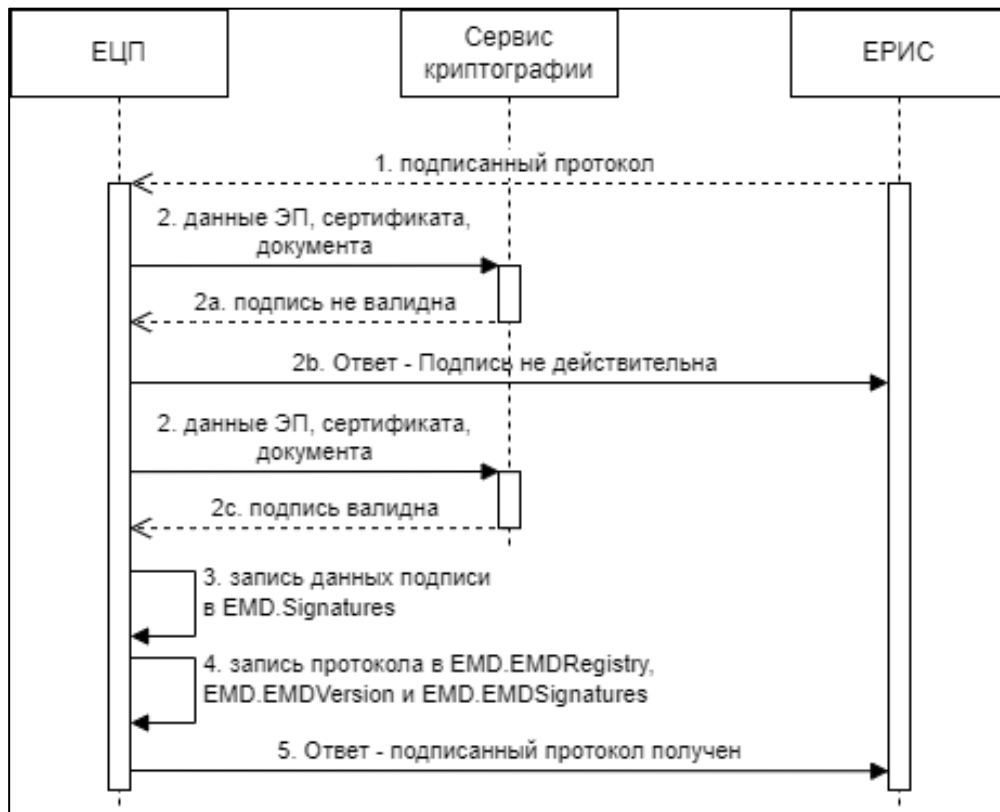 ЕЦП
Сервис
криптографии
ЕРИС
1. подписанный протокол
2. данные ЭП, сертификата,
документа
2a. подпись не валидна
2b. Ответ - Подпись не действительна
2. данные ЭП, сертификата,
документа
2c. подпись валидна
3. запись данных подписи
в EMD.Signatures
4. запись протокола в EMD.EMDRegistry,
EMD.EMDVersion и EMD.EMDSignatures
5. Ответ - подписанный протокол получен